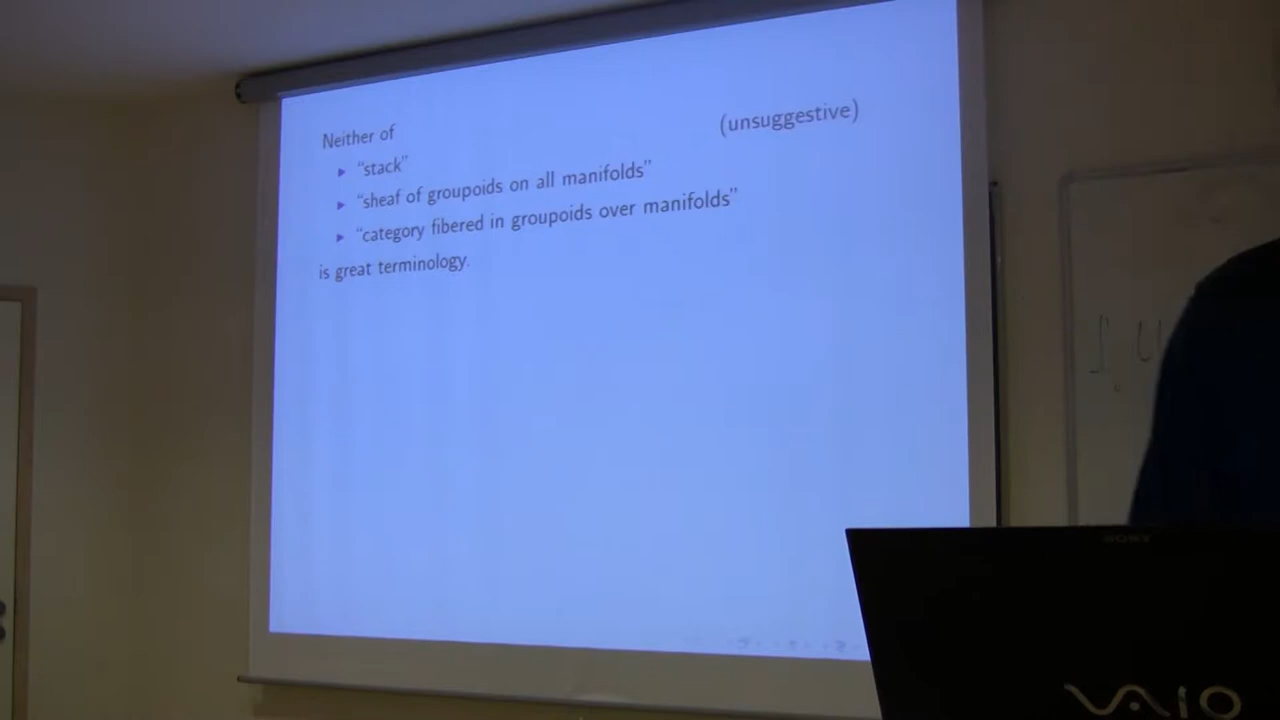 Neither of
(unsuggestive)
▶ “stack”
▶ “sheaf of groupoids on all manifolds”
▶ “category fibered in groupoids over manifolds”
is great terminology.
SONY
VAIO